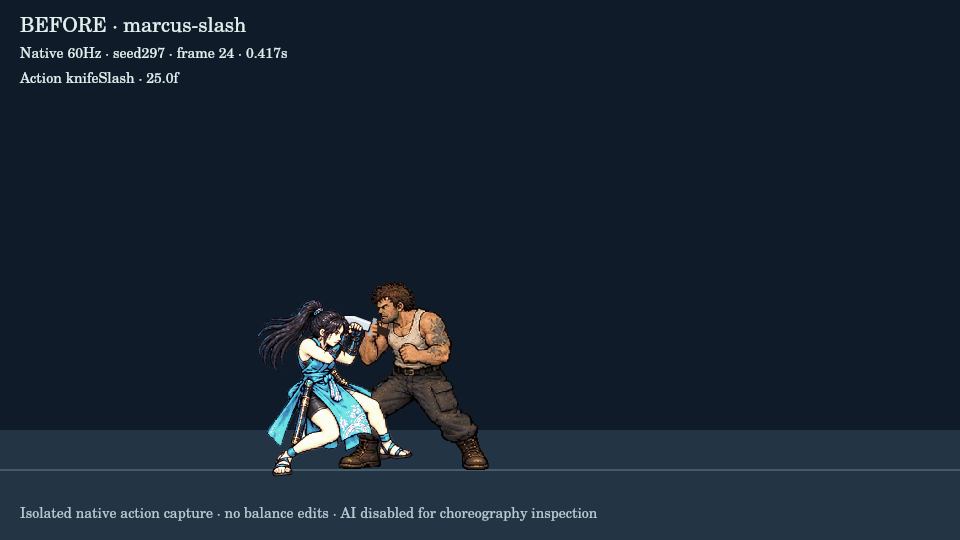 BEFORE · marcus-slash
Native 60Hz · seed297 · frame 24 · 0.417s
Action knifeSlash · 25.0f
Isolated native action capture · no balance edits · AI disabled for choreography inspection